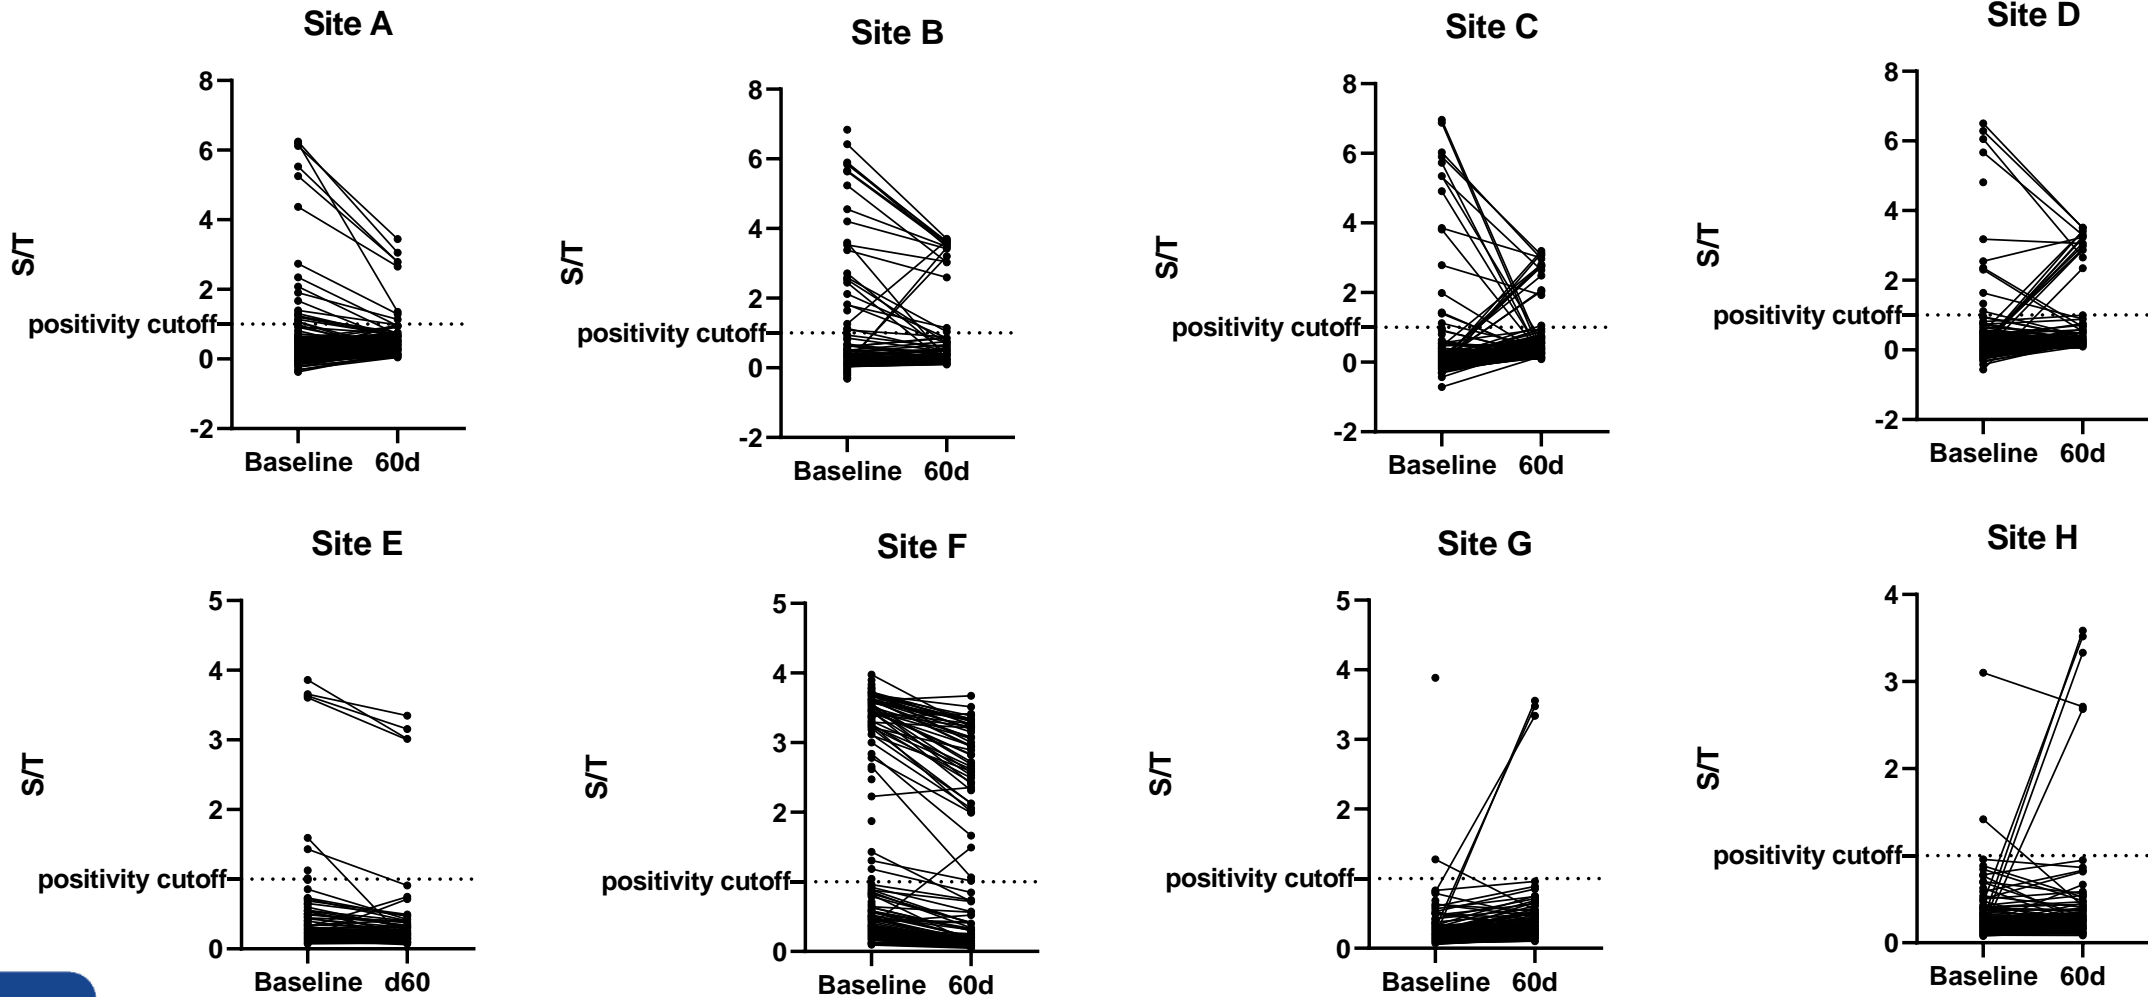 Site A
8
6
4
2
positivity cutoff
0
-2
S/T
Baseline 60d
Site B
8
6
4
2
positivity cutoff
0
-2
S/T
Baseline 60d
Site C
8
6
4
2
positivity cutoff
0
-2
S/T
Baseline 60d
Site D
8
6
4
2
positivity cutoff
0
-2
S/T
Baseline 60d
Site E
5
4
3
2
positivity cutoff
0
S/T
Baseline d60
Site F
5
4
3
2
positivity cutoff
0
S/T
Baseline 60d
Site G
5
4
3
2
positivity cutoff
0
S/T
Baseline 60d
Site H
4
3
2
positivity cutoff
0
S/T
Baseline 60d